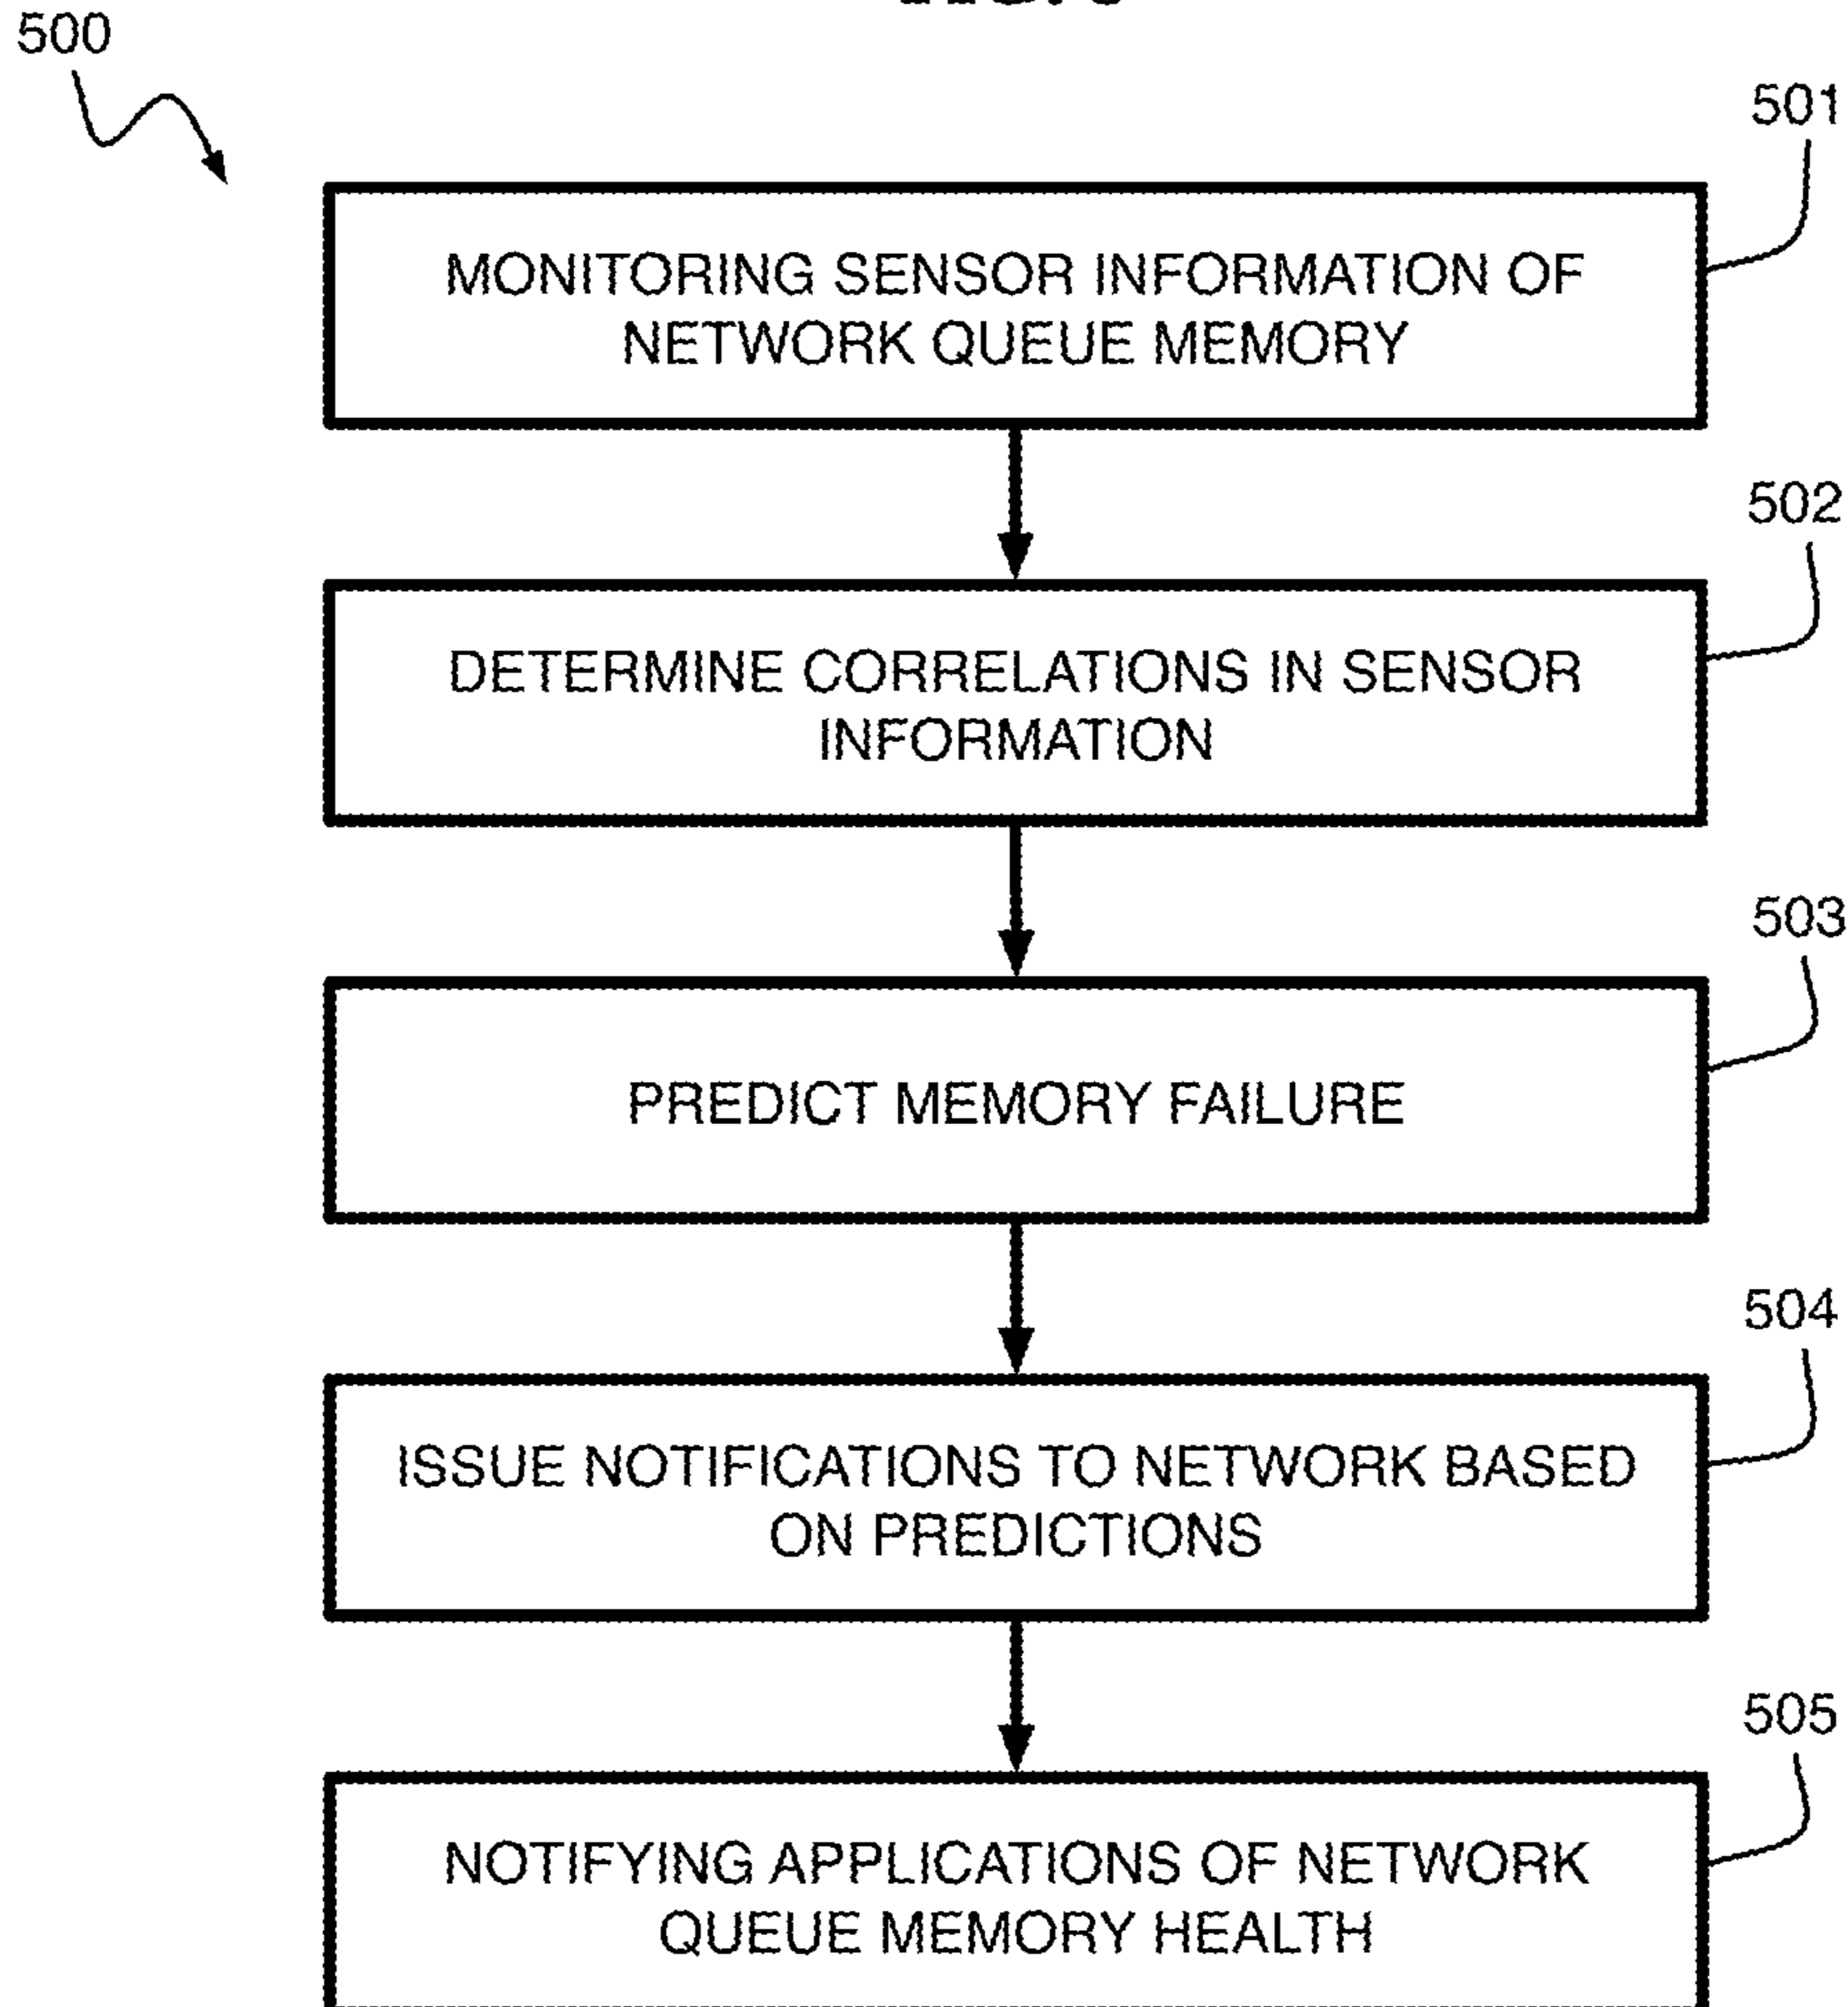 500
501
MONITORING SENSOR INFORMATION OF
NETWORK QUEUE MEMORY
502
DETERMINE CORRELATIONS IN SENSOR
INFORMATION
503
PREDICT MEMORY FAILURE
504
ISSUE NOTIFICATIONS TO NETWORK BASED
ON PREDICTIONS
505
NOTIFYING APPLICATIONS OF NETWORK
QUEUE MEMORY HEALTH